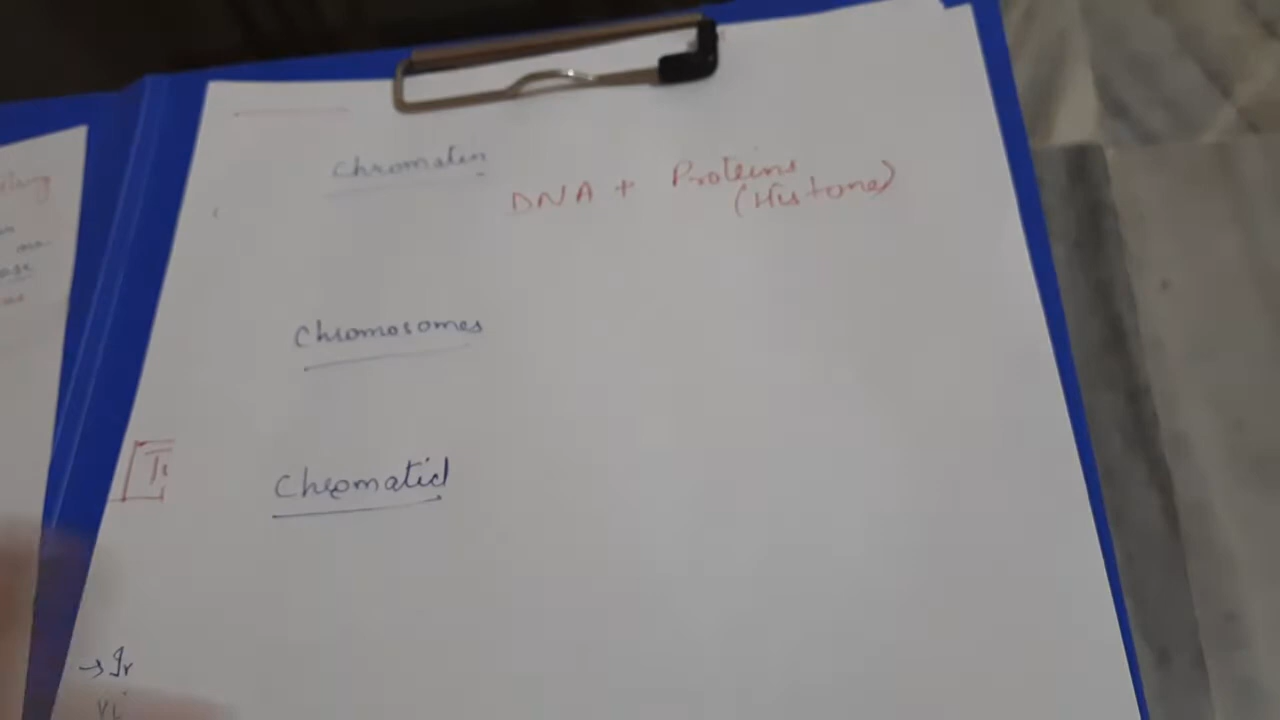 Chromatin
DNA + Proteins
(Histone)
Chromosomes
Chromatid